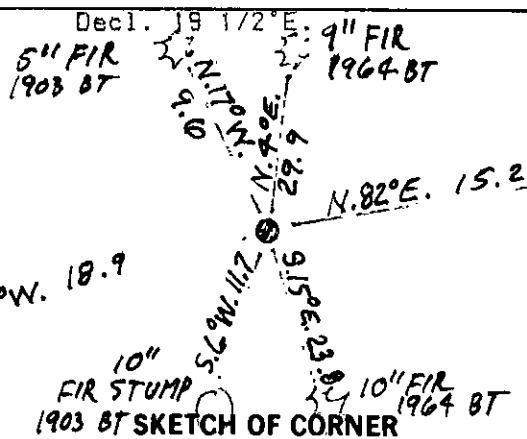 Decl. 19 1/2°E
5" FIR
1903 BT
9" FIR
1964 BT
N.17°W.
9.6
N.4°E.
29.9
N.82°E. 15.2
°W. 18.9
S.6°W. 11.7
S.15°E. 23.8
10"
FIR STUMP
1903 BT
10" FIR
1964 BT
SKETCH OF CORNER